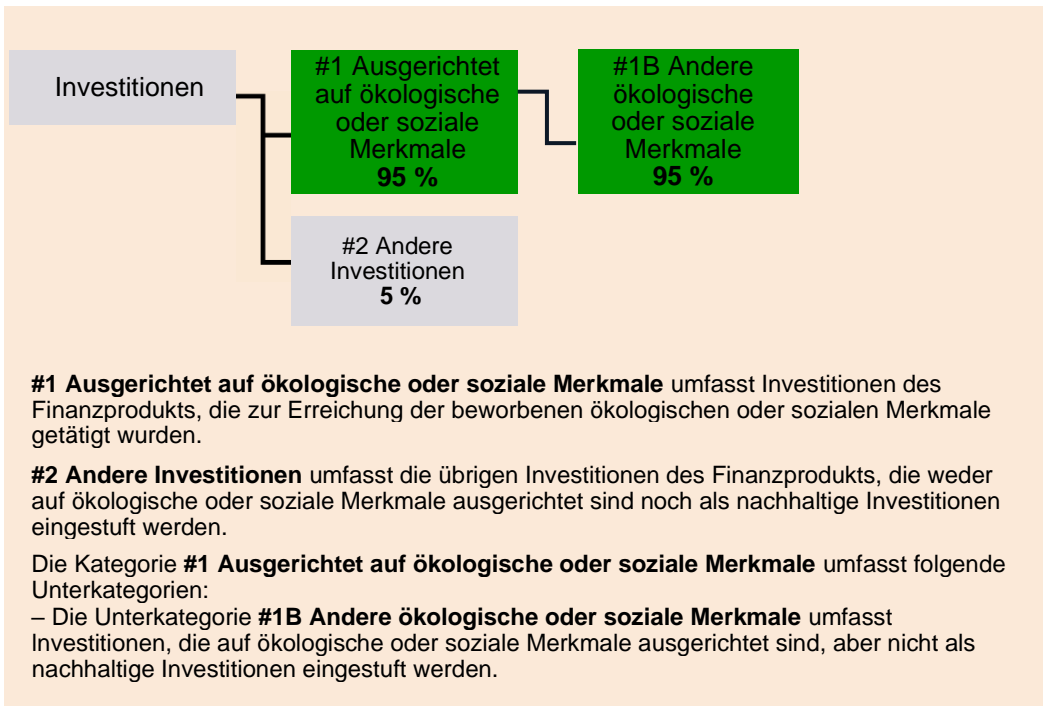 Investitionen
#1 Ausgerichtet
auf ökologische
oder soziale
Merkmale
95 %
#1B Andere
ökologische
oder soziale
Merkmale
95 %
#2 Andere
Investitionen
5 %
#1 Ausgerichtet auf ökologische oder soziale Merkmale umfasst Investitionen des
Finanzprodukts, die zur Erreichung der beworbenen ökologischen oder sozialen Merkmale
getätigt wurden.
#2 Andere Investitionen umfasst die übrigen Investitionen des Finanzprodukts, die weder
auf ökologische oder soziale Merkmale ausgerichtet sind noch als nachhaltige Investitionen
eingestuft werden.
Die Kategorie #1 Ausgerichtet auf ökologische oder soziale Merkmale umfasst folgende
Unterkategorien:
– Die Unterkategorie #1B Andere ökologische oder soziale Merkmale umfasst
Investitionen, die auf ökologische oder soziale Merkmale ausgerichtet sind, aber nicht als
nachhaltige Investitionen eingestuft werden.